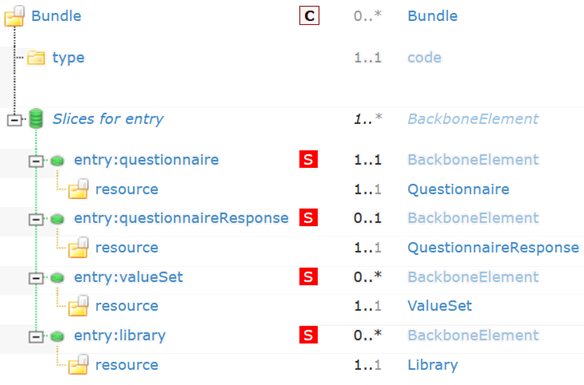 Bundle C 0..* Bundle
type 1..1 code
Slices for entry 1..* BackboneElement
entry:questionnaire S 1..1 BackboneElement
resource 1..1 Questionnaire
entry:questionnaireResponse S 0..1 BackboneElement
resource 1..1 QuestionnaireResponse
entry:valueSet S 0..* BackboneElement
resource 1..1 ValueSet
entry:library S 0..* BackboneElement
resource 1..1 Library